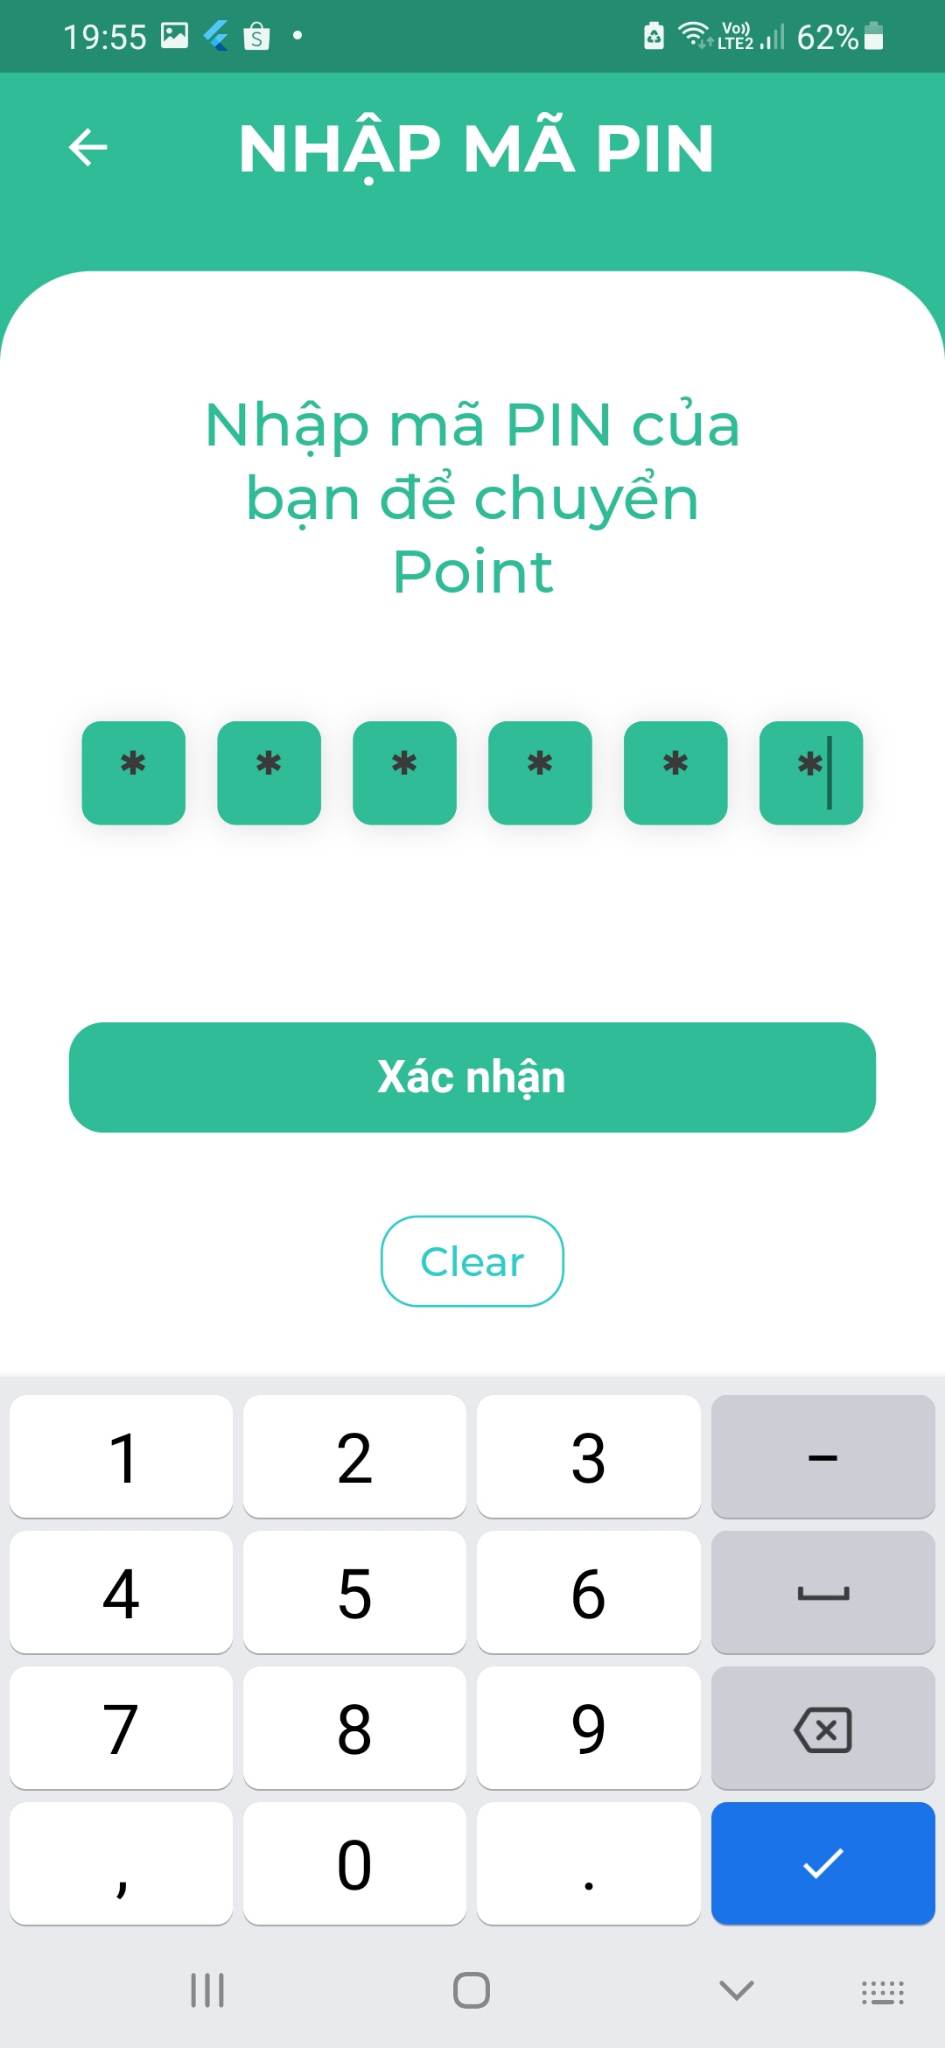 19:55 S Vo)) LTE2 62%
NHẬP MÃ PIN
Nhập mã PIN của
bạn để chuyển
Point
* * * * * *
Xác nhận
Clear
1 2 3 -
4 5 6
7 8 9
, 0 .